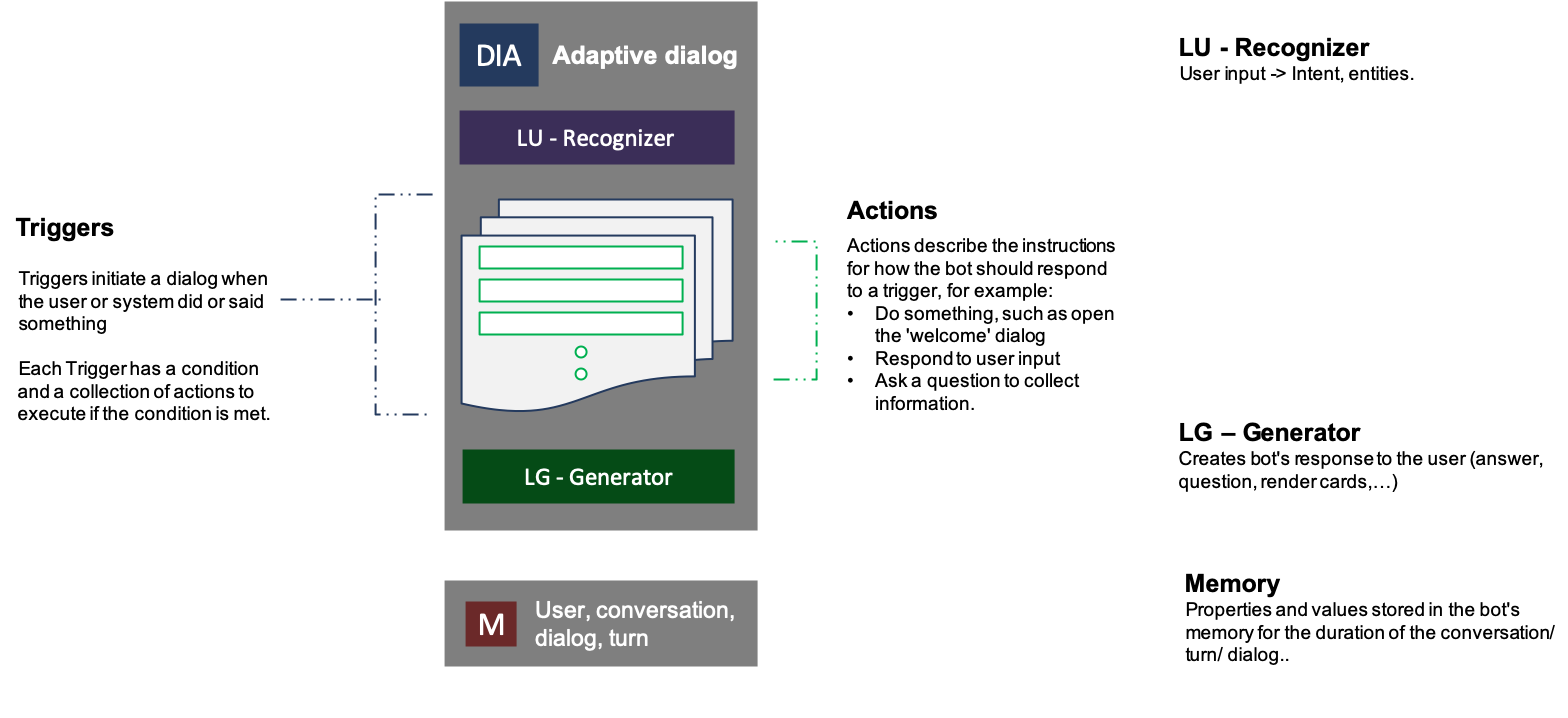 DIA
Adaptive dialog
LU - Recognizer
LG - Generator
M
User, conversation,
dialog, turn
Triggers
Triggers initiate a dialog when
the user or system did or said
something
Each Trigger has a condition
and a collection of actions to
execute if the condition is met.
Actions
Actions describe the instructions
for how the bot should respond
to a trigger, for example:
• Do something, such as open
the 'welcome' dialog
• Respond to user input
• Ask a question to collect
information.
LU - Recognizer
User input -> Intent, entities.
LG – Generator
Creates bot's response to the user (answer,
question, render cards,…)
Memory
Properties and values stored in the bot's
memory for the duration of the conversation/
turn/ dialog..